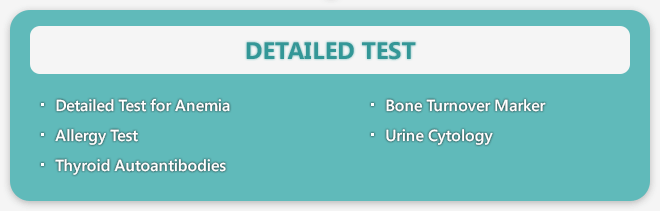 DETAILED TEST
Detailed Test for Anemia
Allergy Test
Thyroid Autoantibodies
Bone Turnover Marker
Urine Cytology